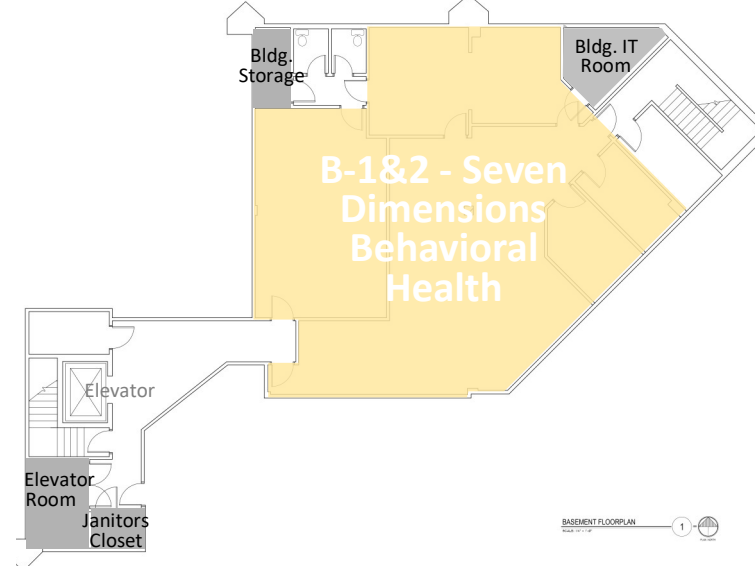 Bldg.
Storage
Bldg. IT
Room
B-1&2 - Seven
Dimensions
Behavioral
Health
Elevator
Elevator
Room
Janitors
Closet
BASEMENT FLOORPLAN
1